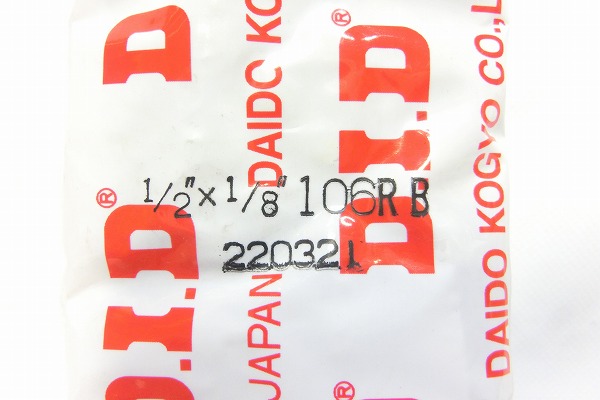 D
D.I.D®
1/2"×1/8" 106R B
220321
D.I.D®
JAPAN DAIDO KO
DAIDO KOGYO CO.,L
®
®